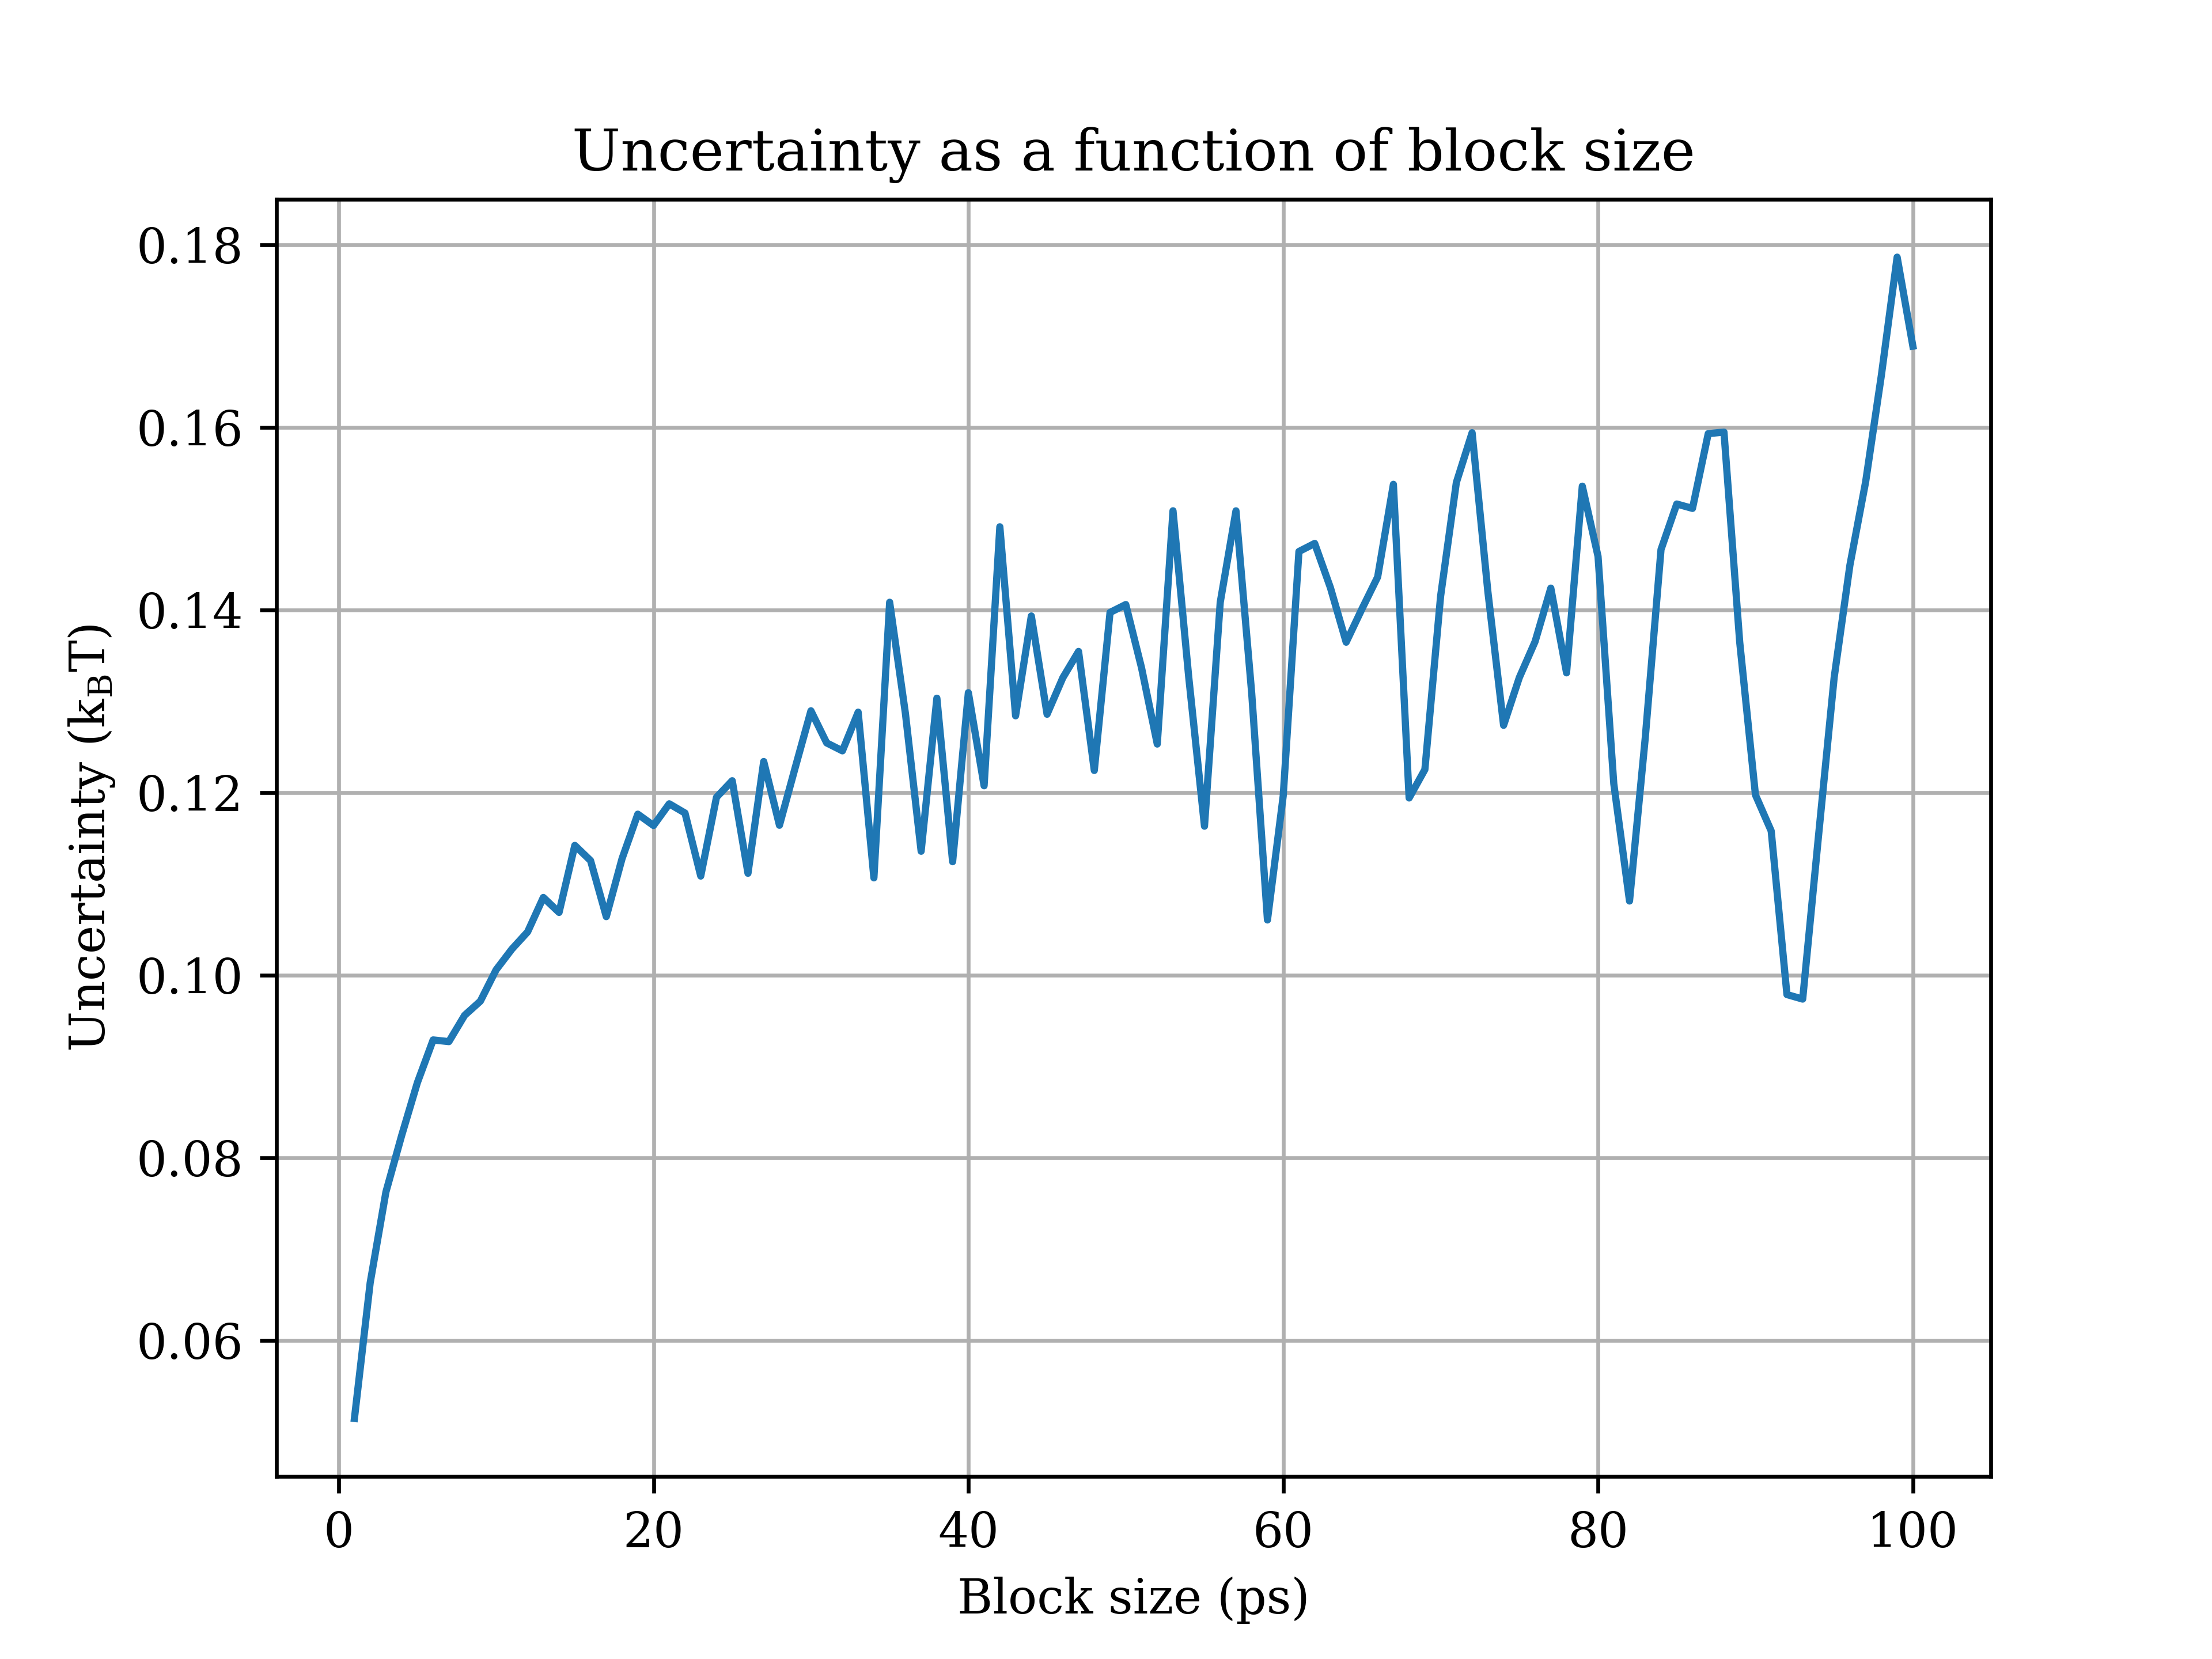 Uncertainty as a function of block size
Uncertainty (k_BT)
0.18
0.16
0.14
0.12
0.10
0.08
0.06
0 20 40 60 80 100
Block size (ps)